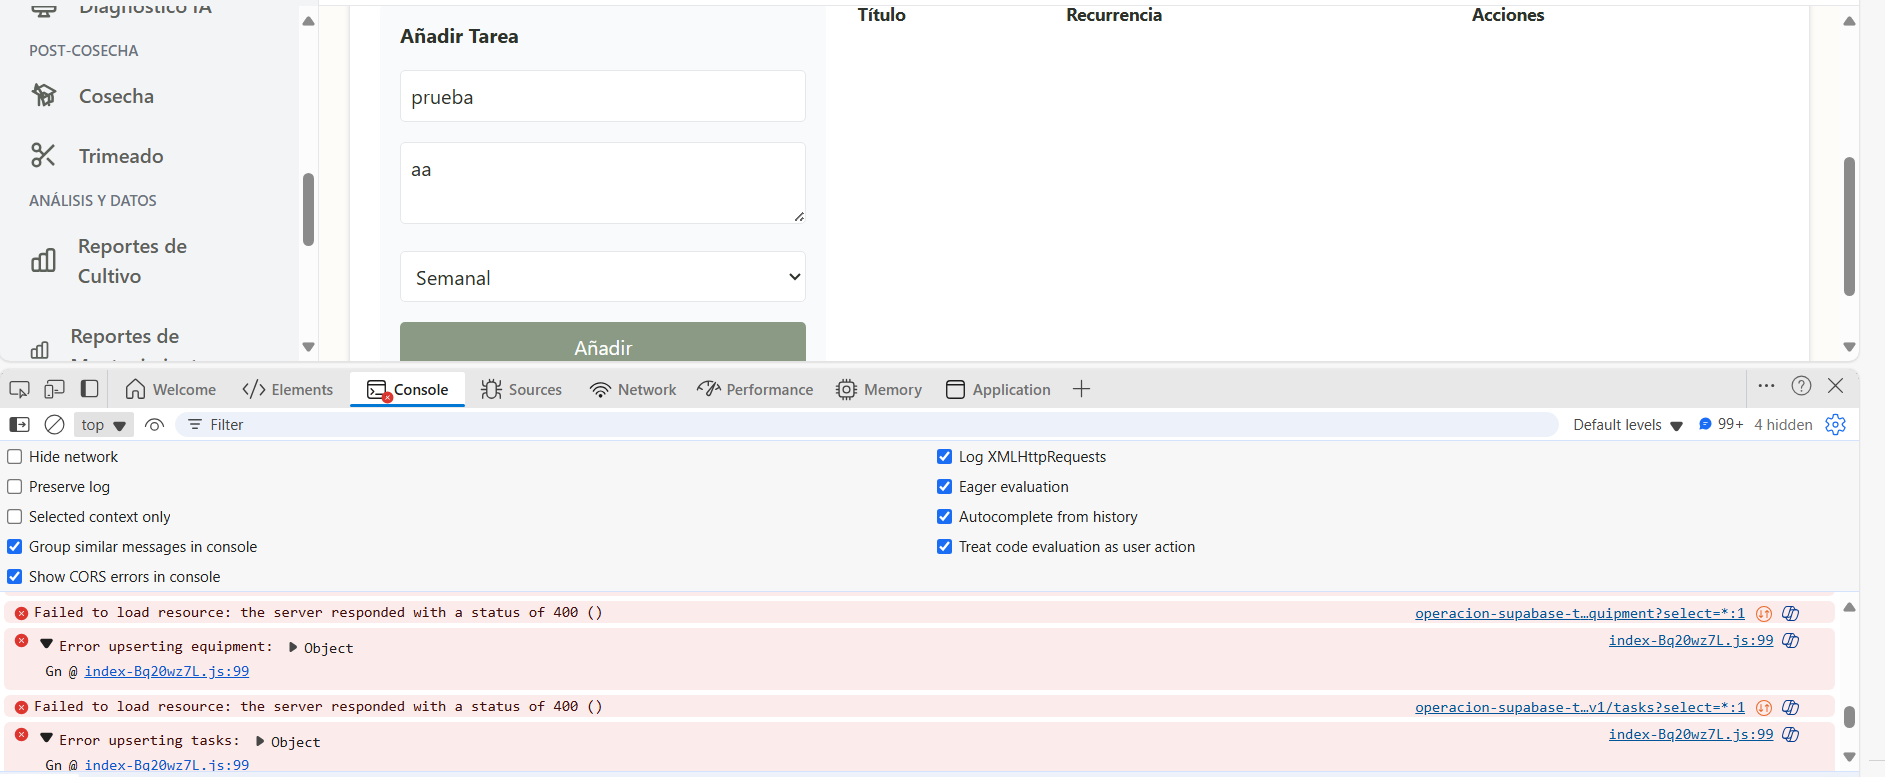 Diagnóstico IA
POST-COSECHA
Cosecha
Trimeado
ANÁLISIS Y DATOS
Reportes de
Cultivo
Reportes de
Añadir Tarea
prueba
aa
Semanal
Añadir
Título Recurrencia Acciones
Welcome Elements Console Sources Network Performance Memory Application
top Filter Default levels 99+ 4 hidden
Hide network
Preserve log
Selected context only
Group similar messages in console
Show CORS errors in console
Log XMLHttpRequests
Eager evaluation
Autocomplete from history
Treat code evaluation as user action
Failed to load resource: the server responded with a status of 400 () operacion-supabase-t…quipment?select=*:1
Error upserting equipment: Object index-Bq20wz7L.js:99
Gn @ index-Bq20wz7L.js:99
Failed to load resource: the server responded with a status of 400 () operacion-supabase-t…v1/tasks?select=*:1
Error upserting tasks: Object index-Bq20wz7L.js:99
Gn @ index-Bq20wz7L.js:99